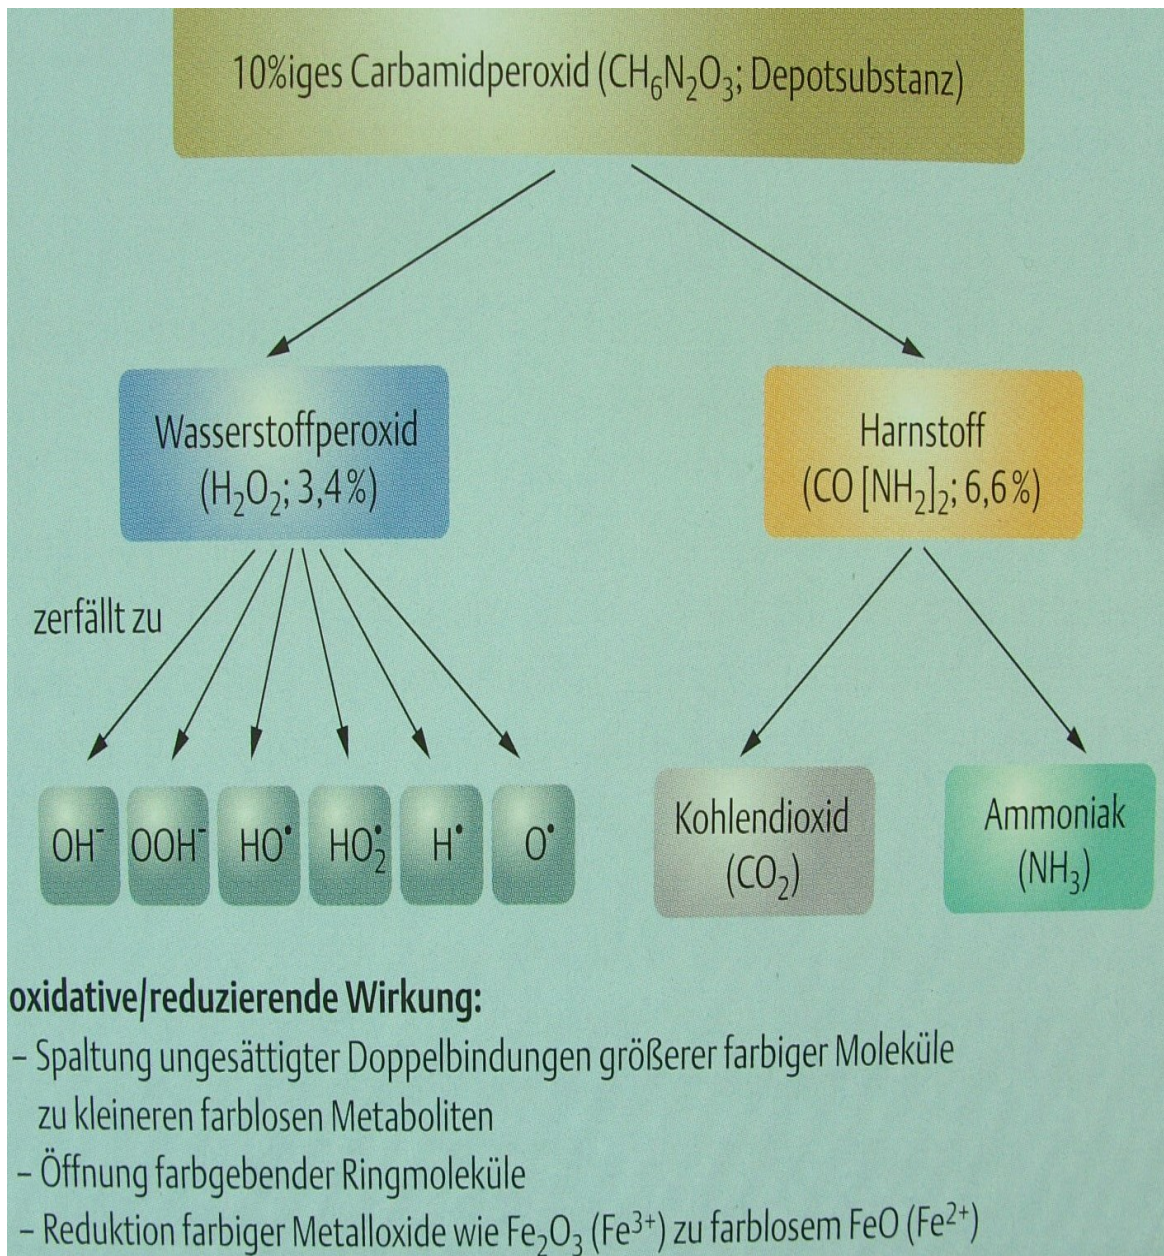 10%iges Carbamidperoxid (CH₆N₂O₃; Depotsubstanz)
Wasserstoffperoxid
(H₂O₂; 3,4%)
Harnstoff
(CO [NH₂]₂; 6,6%)
zerfällt zu
OH⁻ OOH⁻ HO• HO₂• H• O•
Kohlendioxid
(CO₂)
Ammoniak
(NH₃)
oxidative/reduzierende Wirkung:
– Spaltung ungesättigter Doppelbindungen größerer farbiger Moleküle
zu kleineren farblosen Metaboliten
– Öffnung farbgebender Ringmoleküle
– Reduktion farbiger Metalloxide wie Fe₂O₃ (Fe³⁺) zu farblosem FeO (Fe²⁺)